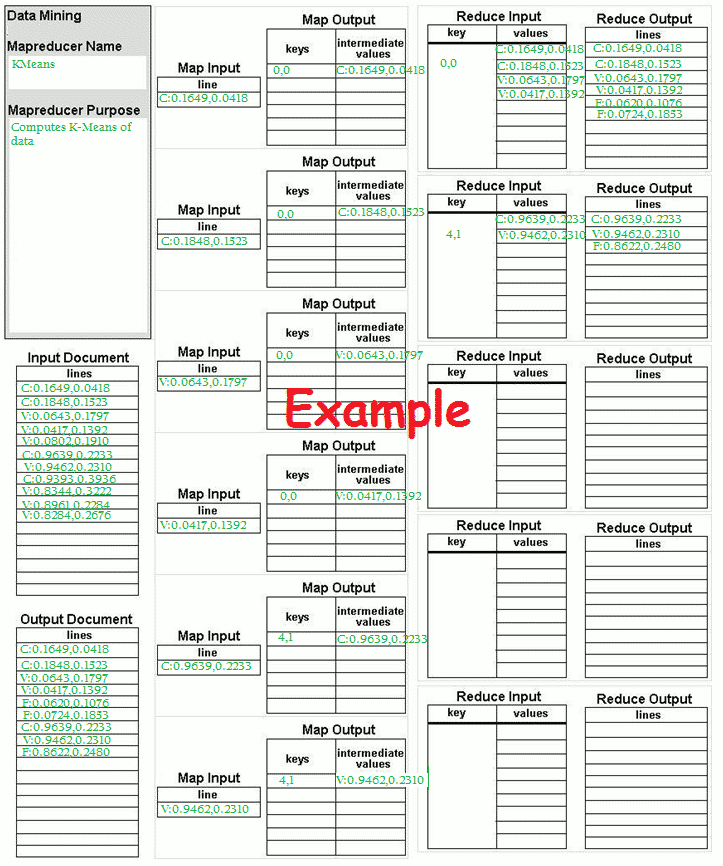 Data Mining
Mapreducer Name
KMeans
Mapreducer Purpose
Computes K-Means of
data
Input Document
lines
C:0.1649,0.0418
C:0.1848,0.1523
V:0.0643,0.1797
V:0.0417,0.1392
V:0.0802,0.1910
C:0.9639,0.2233
V:0.9462,0.2310
C:0.9393,0.3936
V:0.8344,0.3222
V:0.8961,0.2284
V:0.8284,0.2676
Output Document
lines
C:0.1649,0.0418
C:0.1848,0.1523
V:0.0643,0.1797
V:0.0417,0.1392
F:0.0620,0.1076
F:0.0724,0.1853
C:0.9639,0.2233
V:0.9462,0.2310
F:0.8622,0.2480
Map Input
line
C:0.1649,0.0418
Map Output
keys intermediate values
0,0 C:0.1649,0.0418
Map Input
line
C:0.1848,0.1523
Map Output
keys intermediate values
0,0 C:0.1848,0.1523
Map Input
line
V:0.0643,0.1797
Map Output
keys intermediate values
0,0 V:0.0643,0.1797
Example
Map Input
line
V:0.0417,0.1392
Map Output
keys intermediate values
0,0 V:0.0417,0.1392
Map Input
line
C:0.9639,0.2233
Map Output
keys intermediate values
4,1 C:0.9639,0.2233
Map Input
line
V:0.9462,0.2310
Map Output
keys intermediate values
4,1 V:0.9462,0.2310
Reduce Input
key values
0,0
C:0.1649,0.0418
C:0.1848,0.1523
V:0.0643,0.1797
V:0.0417,0.1392
Reduce Output
lines
C:0.1649,0.0418
C:0.1848,0.1523
V:0.0643,0.1797
V:0.0417,0.1392
F:0.0620,0.1076
F:0.0724,0.1853
Reduce Input
key values
4,1
C:0.9639,0.2233
V:0.9462,0.2310
Reduce Output
lines
C:0.9639,0.2233
V:0.9462,0.2310
F:0.8622,0.2480
Reduce Input
key values
Reduce Output
lines
Reduce Input
key values
Reduce Output
lines
Reduce Input
key values
Reduce Output
lines